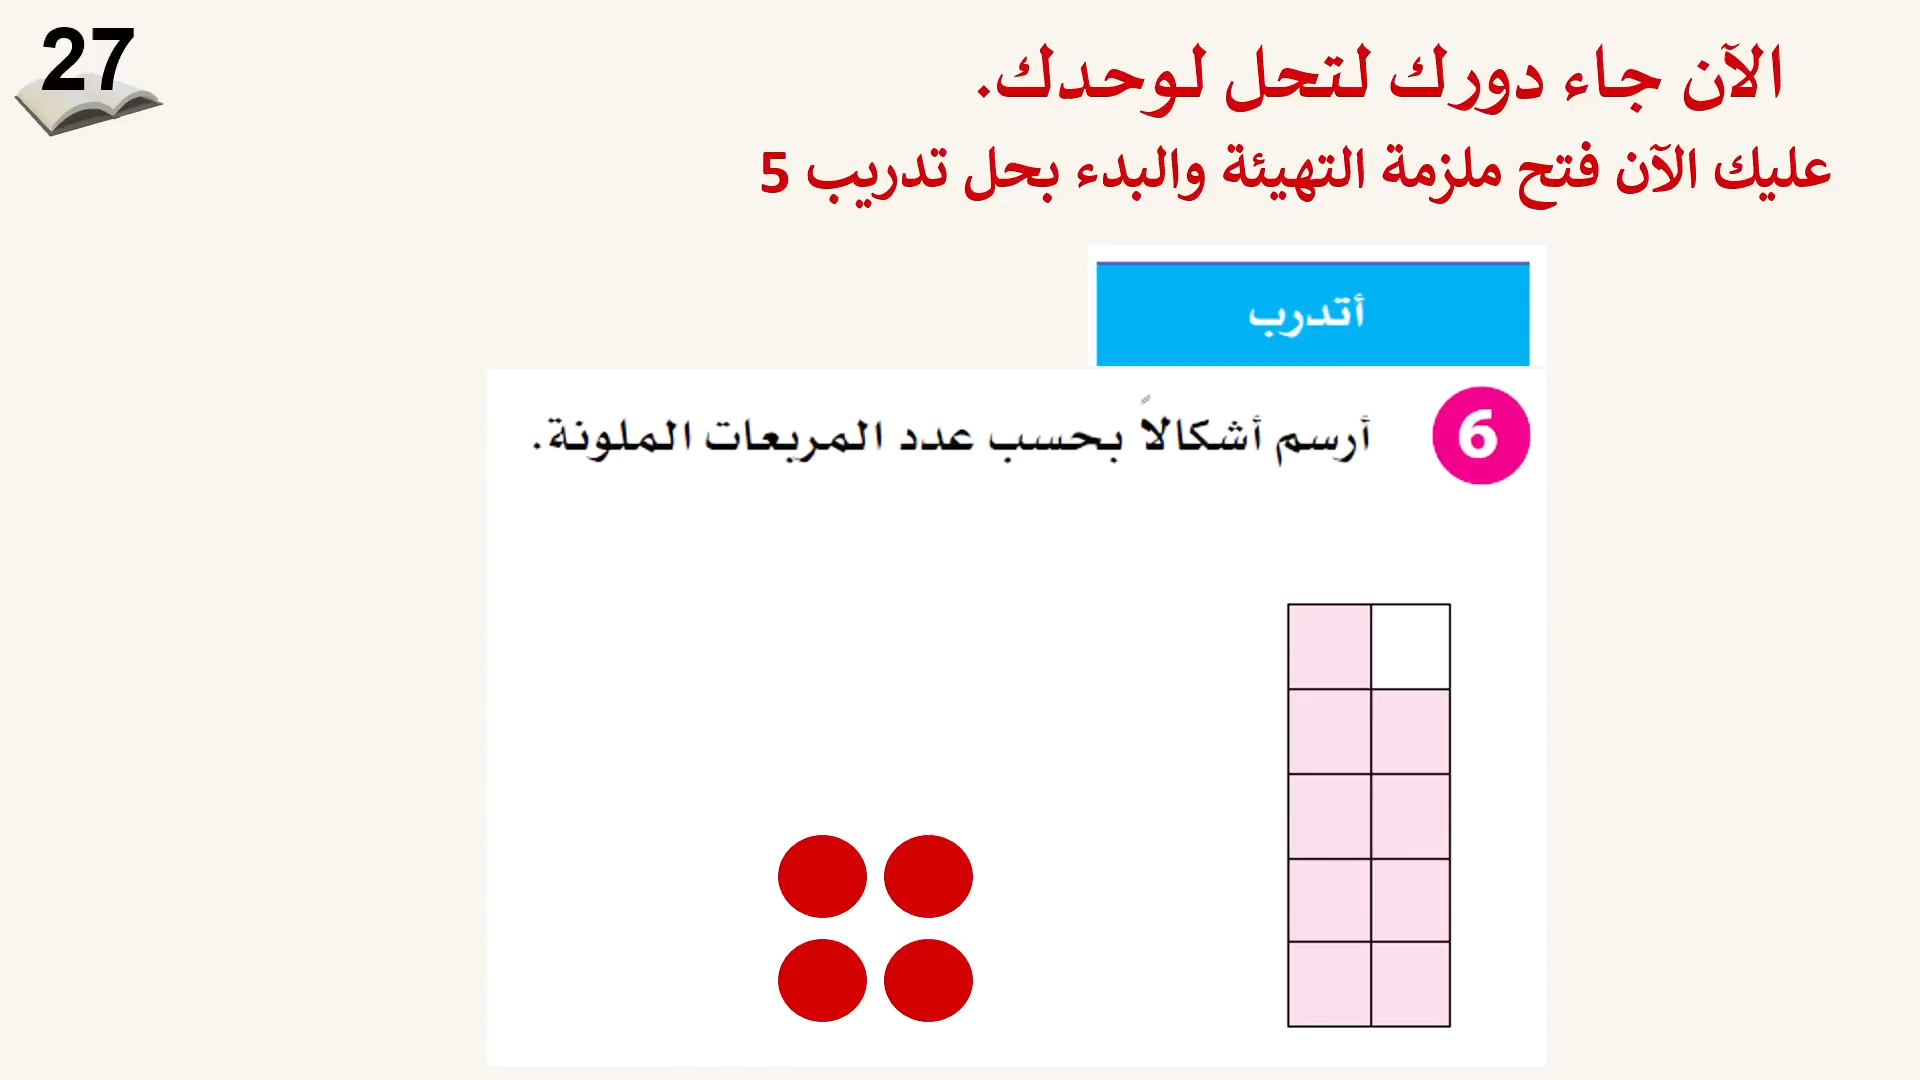 27
الآن جاء دورك لتحل لوحدك.
عليك الآن فتح ملزمة التهيئة والبدء بحل تدريب 5
أتدرب
6 أرسم أشكالاً بحسب عدد المربعات الملونة.